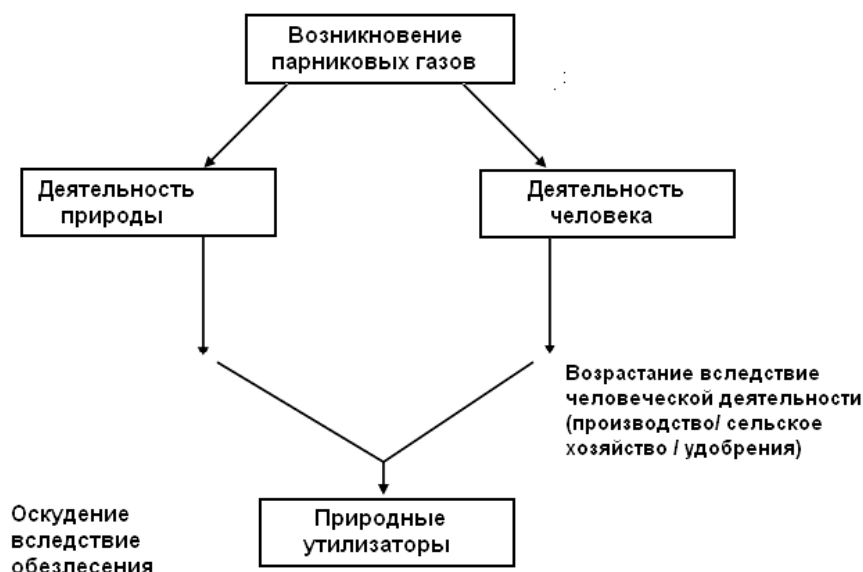 Возникновение
парниковых газов
Деятельность
природы
Деятельность
человека
Возрастание вследствие
человеческой деятельности
(производство/ сельское
хозяйство / удобрения)
Природные
утилизаторы
Оскудение
вследствие
обезлесения